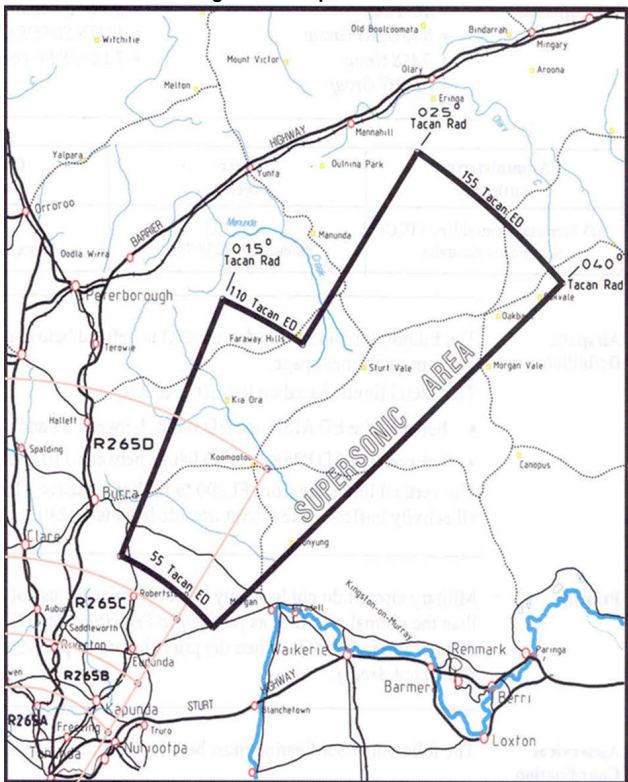 Old Boolcoomata
Bindarrah
Witchitie
Mingary
Mount Victor
Olary
Aroona
Melton
Eringa
025°
Tacan Rad
Mannahill
HIGHWAY
Outnina Park
155 Tacan ED
Yalpara
Yunta
Orroroo
BARRIER
Manunda
Creek
Manunda
Oodla Wirra
015°
Tacan Rad
040°
Tacan Rad
Peterborough
110 Tacan ED
Oakvale
Oakbank
Faraway Hill
Terowie
Sturt Vale
Morgan Vale
SUPERSONIC AREA
Kia Ora
Hallett
R265D
Spalding
Koomooloo
Canopus
Burra
Clare
55 Tacan ED
R265C
Robertstown
Kingston-on Murray
Auburn
Saddleworth
Waikerie
Renmark
Paringa
Riverton
Eudunda
Barmera
Berri
R265B
Kapunda
STURT
HIGHWAY
Blanchetown
Loxton
R265A
Freeling
Truro
Nuriootpa